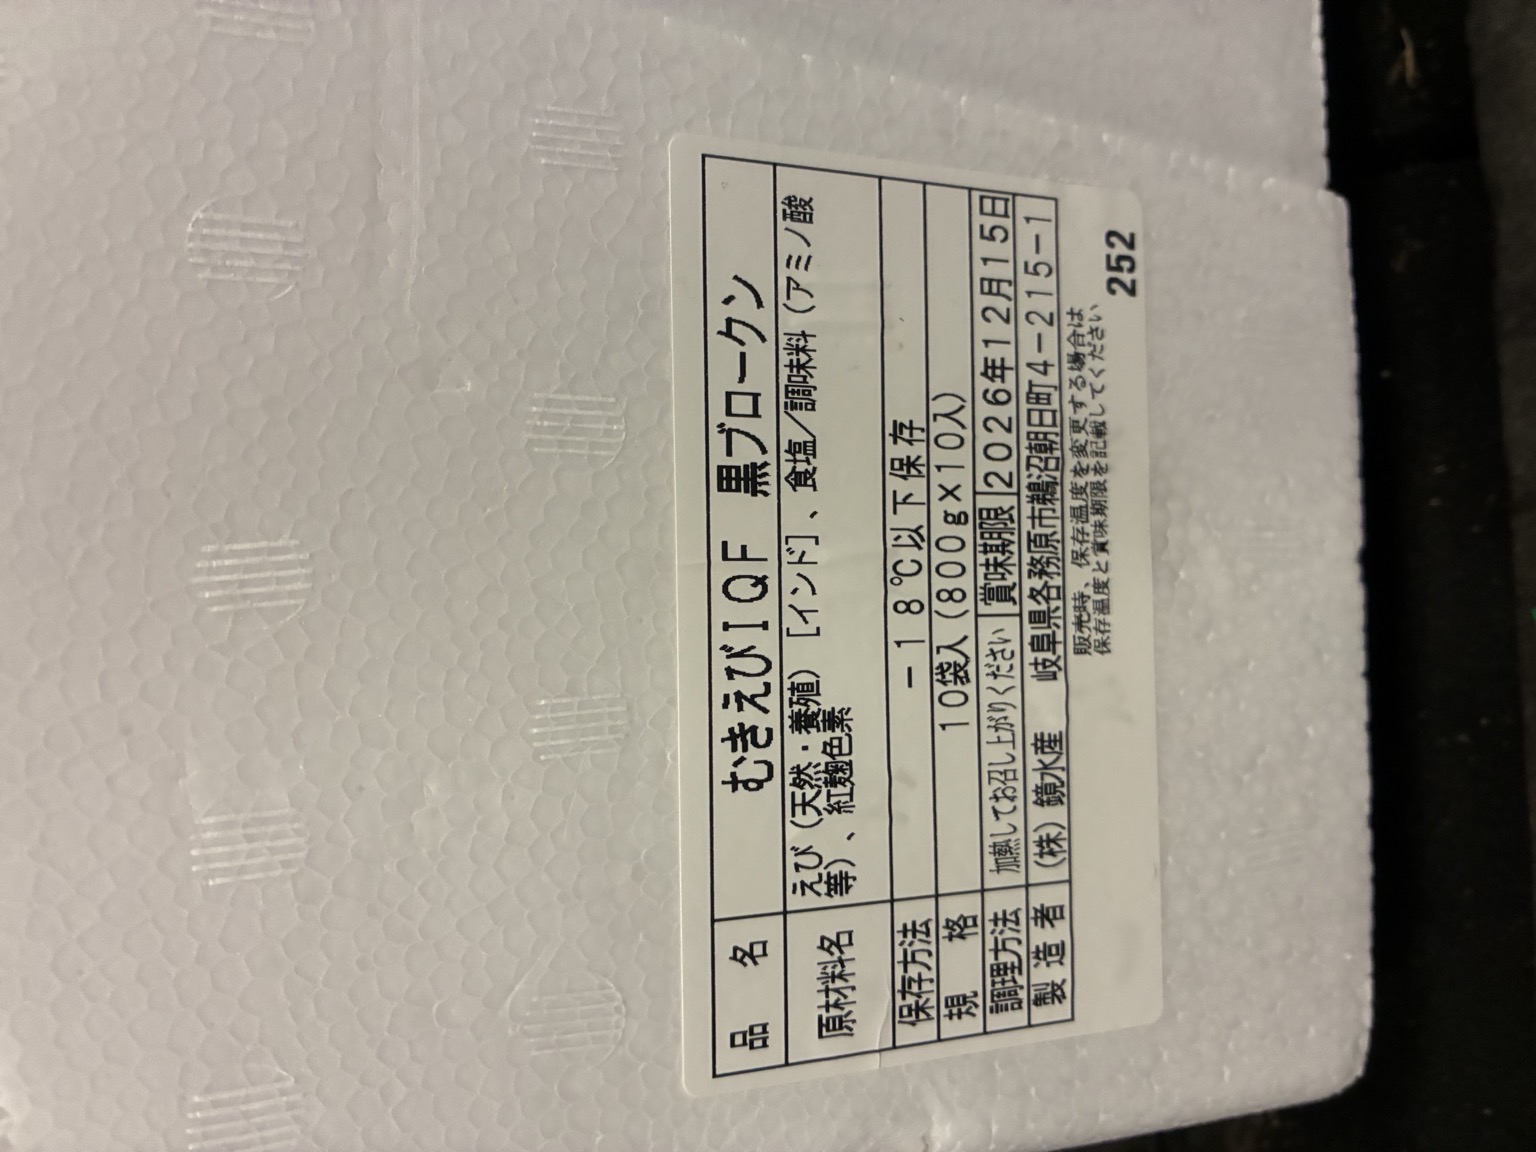 品名 むきえびIQF 黒ブロークン
原材料名 えび（天然・養殖）［インド］、食塩／調味料（アミノ酸
等）、紅麹色素
保存方法 －18℃以下保存
規格 10袋入（800g×10入）
調理方法 加熱してお召し上がりください 賞味期限 2026年12月15日
製造者 （株）鏡水産 岐阜県各務原市鵜沼朝日町4－215－1
販売時、保存温度を変更する場合は
保存温度と賞味期限を記載してください
252